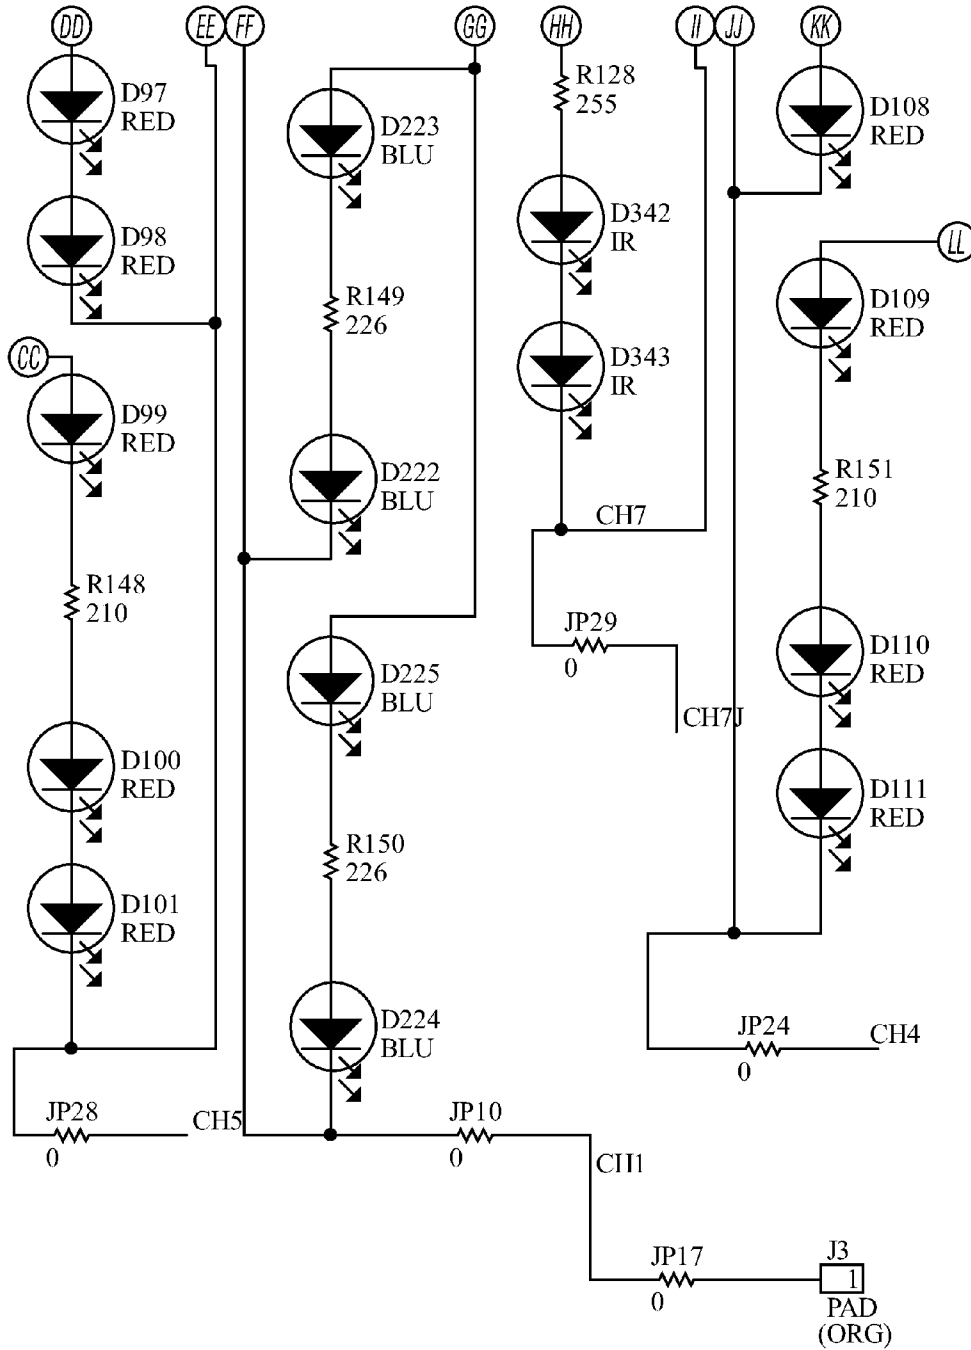 DD EE FF GG HH II JJ KK
D97
RED
D223
BLU
R128
255
D108
RED
D98
RED
D342
IR
LL
R149
226
D109
RED
CC
D99
RED
D343
IR
D222
BLU
R151
210
CH7
R148
210
JP29
0
D225
BLU
D110
RED
CH7J
D100
RED
D111
RED
R150
226
D101
RED
D224
BLU
JP24
0
CH4
JP28
0
CH5
JP10
0
CH1
JP17
0
J3
1
PAD
(ORG)